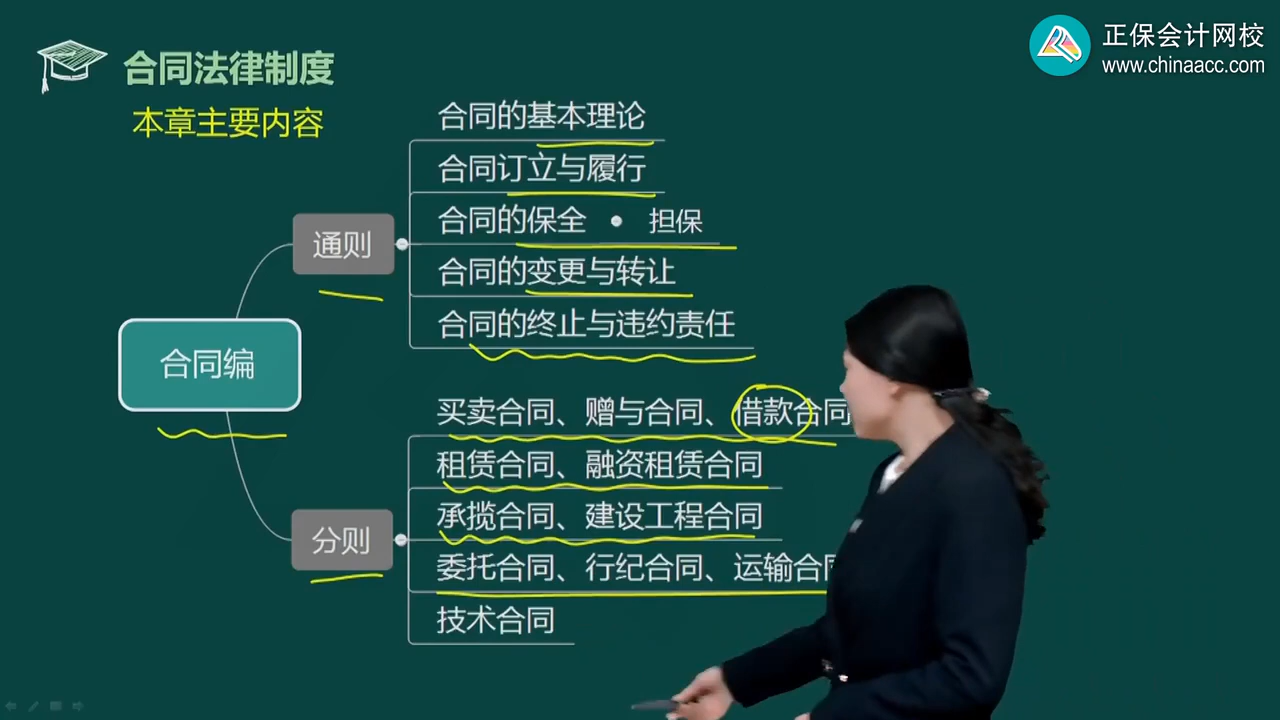 正保会计网校
www.chinaacc.com
合同法律制度
本章主要内容
合同编
通则
合同的基本理论
合同订立与履行
合同的保全 • 担保
合同的变更与转让
合同的终止与违约责任
分则
买卖合同、赠与合同、借款合同
租赁合同、融资租赁合同
承揽合同、建设工程合同
委托合同、行纪合同、运输合同
技术合同